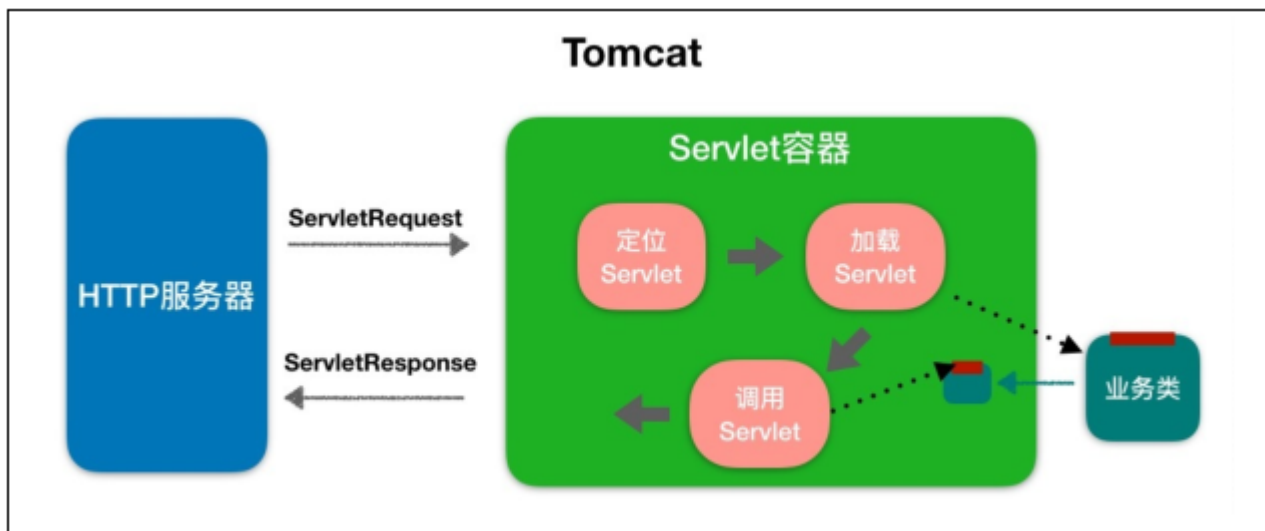 Tomcat
Servlet容器
ServletRequest
定位
Servlet
加载
Servlet
HTTP服务器
ServletResponse
调用
Servlet
业务类